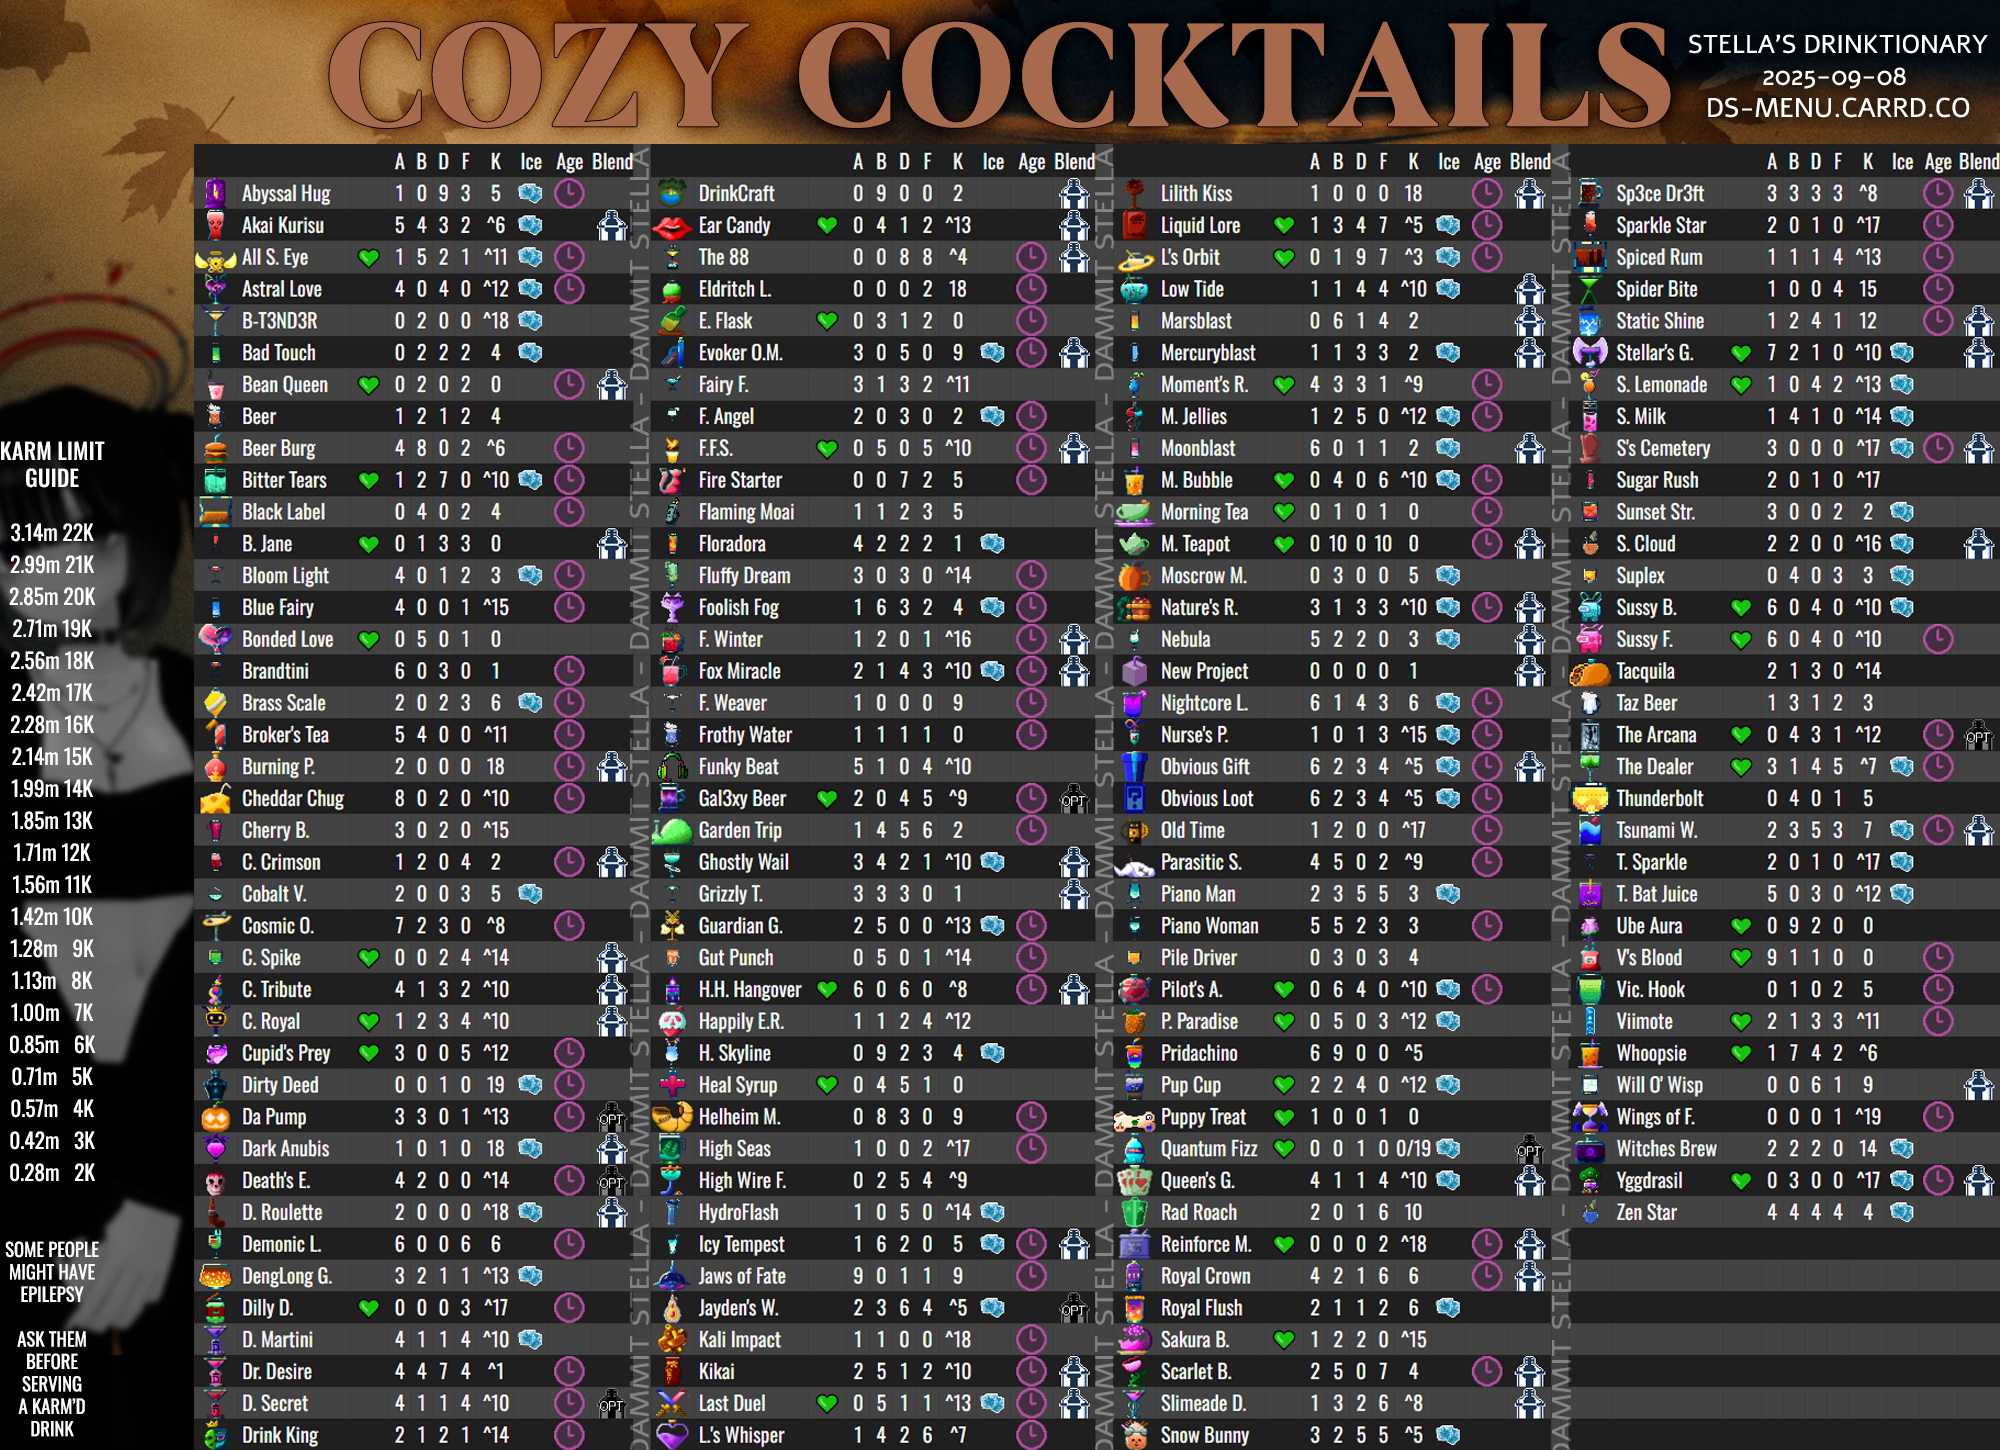 COZY COCKTAILS
STELLA'S DRINKTIONARY
2025-09-08
DS-MENU.CARRD.CO
KARM LIMIT
GUIDE
3.14m 22K
2.99m 21K
2.85m 20K
2.71m 19K
2.56m 18K
2.42m 17K
2.28m 16K
2.14m 15K
1.99m 14K
1.85m 13K
1.71m 12K
1.56m 11K
1.42m 10K
1.28m 9K
1.13m 8K
1.00m 7K
0.85m 6K
0.71m 5K
0.57m 4K
0.42m 3K
0.28m 2K
SOME PEOPLE
MIGHT HAVE
EPILEPSY
ASK THEM
BEFORE
SERVING
A KARM'D
DRINK
A B D F K Ice Age Blend
Abyssal Hug 1 0 9 3 5
Akai Kurisu 5 4 3 2 ^6
All S. Eye 1 5 2 1 ^11
Astral Love 4 0 4 0 ^12
B-T3ND3R 0 2 0 0 ^18
Bad Touch 0 2 2 2 4
Bean Queen 0 2 0 2 0
Beer 1 2 1 2 4
Beer Burg 4 8 0 2 ^6
Bitter Tears 1 2 7 0 ^10
Black Label 0 4 0 2 4
B. Jane 0 1 3 3 0
Bloom Light 4 0 1 2 3
Blue Fairy 4 0 0 1 ^15
Bonded Love 0 5 0 1 0
Brandtini 6 0 3 0 1
Brass Scale 2 0 2 3 6
Broker's Tea 5 4 0 0 ^11
Burning P. 2 0 0 0 18
Cheddar Chug 8 0 2 0 ^10
Cherry B. 3 0 2 0 ^15
C. Crimson 1 2 0 4 2
Cobalt V. 2 0 0 3 5
Cosmic O. 7 2 3 0 ^8
C. Spike 0 0 2 4 ^14
C. Tribute 4 1 3 2 ^10
C. Royal 1 2 3 4 ^10
Cupid's Prey 3 0 0 5 ^12
Dirty Deed 0 0 1 0 19
Da Pump 3 3 0 1 ^13 OPT
Dark Anubis 1 0 1 0 18
Death's E. 4 2 0 0 ^14 OPT
D. Roulette 2 0 0 0 ^18
Demonic L. 6 0 0 6 6
DengLong G. 3 2 1 1 ^13
Dilly D. 0 0 0 3 ^17
D. Martini 4 1 1 4 ^10
Dr. Desire 4 4 7 4 ^1
D. Secret 4 1 1 4 ^10 OPT
Drink King 2 1 2 1 ^14
DAMMIT STELLA - DAMMIT STELLA - DAMMIT STELLA
A B D F K Ice Age Blend
DrinkCraft 0 9 0 0 2
Ear Candy 0 4 1 2 ^13
The 88 0 0 8 8 ^4
Eldritch L. 0 0 0 2 18
E. Flask 0 3 1 2 0
Evoker O.M. 3 0 5 0 9
Fairy F. 3 1 3 2 ^11
F. Angel 2 0 3 0 2
F.F.S. 0 5 0 5 ^10
Fire Starter 0 0 7 2 5
Flaming Moai 1 1 2 3 5
Floradora 4 2 2 2 1
Fluffy Dream 3 0 3 0 ^14
Foolish Fog 1 6 3 2 4
F. Winter 1 2 0 1 ^16
Fox Miracle 2 1 4 3 ^10
F. Weaver 1 0 0 0 9
Frothy Water 1 1 1 1 0
Funky Beat 5 1 0 4 ^10
Gal3xy Beer 2 0 4 5 ^9 OPT
Garden Trip 1 4 5 6 2
Ghostly Wail 3 4 2 1 ^10
Grizzly T. 3 3 3 0 1
Guardian G. 2 5 0 0 ^13
Gut Punch 0 5 0 1 ^14
H.H. Hangover 6 0 6 0 ^8
Happily E.R. 1 1 2 4 ^12
H. Skyline 0 9 2 3 4
Heal Syrup 0 4 5 1 0
Helheim M. 0 8 3 0 9
High Seas 1 0 0 2 ^17
High Wire F. 0 2 5 4 ^9
HydroFlash 1 0 5 0 ^14
Icy Tempest 1 6 2 0 5
Jaws of Fate 9 0 1 1 9
Jayden's W. 2 3 6 4 ^5 OPT
Kali Impact 1 1 0 0 ^18
Kikai 2 5 1 2 ^10
Last Duel 0 5 1 1 ^13
L.'s Whisper 1 4 2 6 ^7
DAMMIT STELLA - DAMMIT STELLA - DAMMIT STELLA
A B D F K Ice Age Blend
Lilith Kiss 1 0 0 0 18
Liquid Lore 1 3 4 7 ^5
L's Orbit 0 1 9 7 ^3
Low Tide 1 1 4 4 ^10
Marsblast 0 6 1 4 2
Mercuryblast 1 1 3 3 2
Moment's R. 4 3 3 1 ^9
M. Jellies 1 2 5 0 ^12
Moonblast 6 0 1 1 2
M. Bubble 0 4 0 6 ^10
Morning Tea 0 1 0 1 0
M. Teapot 0 10 0 10 0
Moscrow M. 0 3 0 0 5
Nature's R. 3 1 3 3 ^10
Nebula 5 2 2 0 3
New Project 0 0 0 0 1
Nightcore L. 6 1 4 3 6
Nurse's P. 1 0 1 3 ^15
Obvious Gift 6 2 3 4 ^5
Obvious Loot 6 2 3 4 ^5
Old Time 1 2 0 0 ^17
Parasitic S. 4 5 0 2 ^9
Piano Man 2 3 5 5 3
Piano Woman 5 5 2 3 3
Pile Driver 0 3 0 3 4
Pilot's A. 0 6 4 0 ^10
P. Paradise 0 5 0 3 ^12
Pridachino 6 9 0 0 ^5
Pup Cup 2 2 4 0 ^12
Puppy Treat 1 0 0 1 0
Quantum Fizz 0 0 1 0 0/19 OPT
Queen's G. 4 1 1 4 ^10
Rad Roach 2 0 1 6 10
Reinforce M. 0 0 0 2 ^18
Royal Crown 4 2 1 6 6
Royal Flush 2 1 1 2 6
Sakura B. 1 2 2 0 ^15
Scarlet B. 2 5 0 7 4
Slimeade D. 1 3 2 6 ^8
Snow Bunny 3 2 5 5 ^5
DAMMIT STELLA - DAMMIT STELLA - DAMMIT STELLA
A B D F K Ice Age Blend
Sp3ce Dr3ft 3 3 3 3 ^8
Sparkle Star 2 0 1 0 ^17
Spiced Rum 1 1 1 4 ^13
Spider Bite 1 0 0 4 15
Static Shine 1 2 4 1 12
Stellar's G. 7 2 1 0 ^10
S. Lemonade 1 0 4 2 ^13
S. Milk 1 4 1 0 ^14
S's Cemetery 3 0 0 0 ^17
Sugar Rush 2 0 1 0 ^17
Sunset Str. 3 0 0 2 2
S. Cloud 2 2 0 0 ^16
Suplex 0 4 0 3 3
Sussy B. 6 0 4 0 ^10
Sussy F. 6 0 4 0 ^10
Tacquila 2 1 3 0 ^14
Taz Beer 1 3 1 2 3
The Arcana 0 4 3 1 ^12 OPT
The Dealer 3 1 4 5 ^7
Thunderbolt 0 4 0 1 5
Tsunami W. 2 3 5 3 7
T. Sparkle 2 0 1 0 ^17
T. Bat Juice 5 0 3 0 ^12
Ube Aura 0 9 2 0 0
V's Blood 9 1 1 0 0
Vic. Hook 0 1 0 2 5
Viimote 2 1 3 3 ^11
Whoopsie 1 7 4 2 ^6
Will O' Wisp 0 0 6 1 9
Wings of F. 0 0 0 1 ^19
Witches Brew 2 2 2 0 14
Yggdrasil 0 3 0 0 ^17
Zen Star 4 4 4 4 4